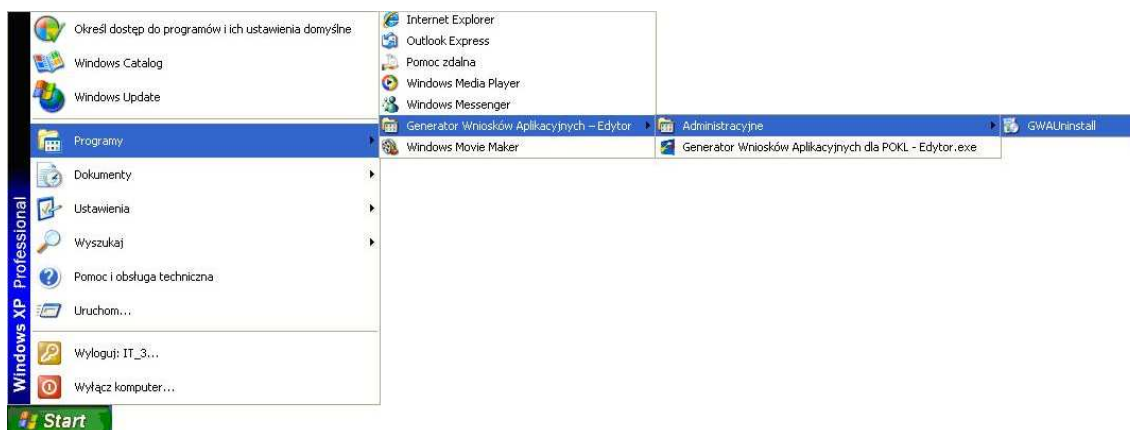 Określ dostęp do programów i ich ustawienia domyślne
Windows Catalog
Windows Update
Programy
Dokumenty
Ustawienia
Wyszukaj
Pomoc i obsługa techniczna
Uruchom...
Wyloguj: IT_3...
Wyłącz komputer...
Windows XP Professional
Start
Internet Explorer
Outlook Express
Pomoc zdalna
Windows Media Player
Windows Messenger
Generator Wniosków Aplikacyjnych – Edytor
Windows Movie Maker
Administracyjne
Generator Wniosków Aplikacyjnych dla POKL - Edytor.exe
GWAUninstall